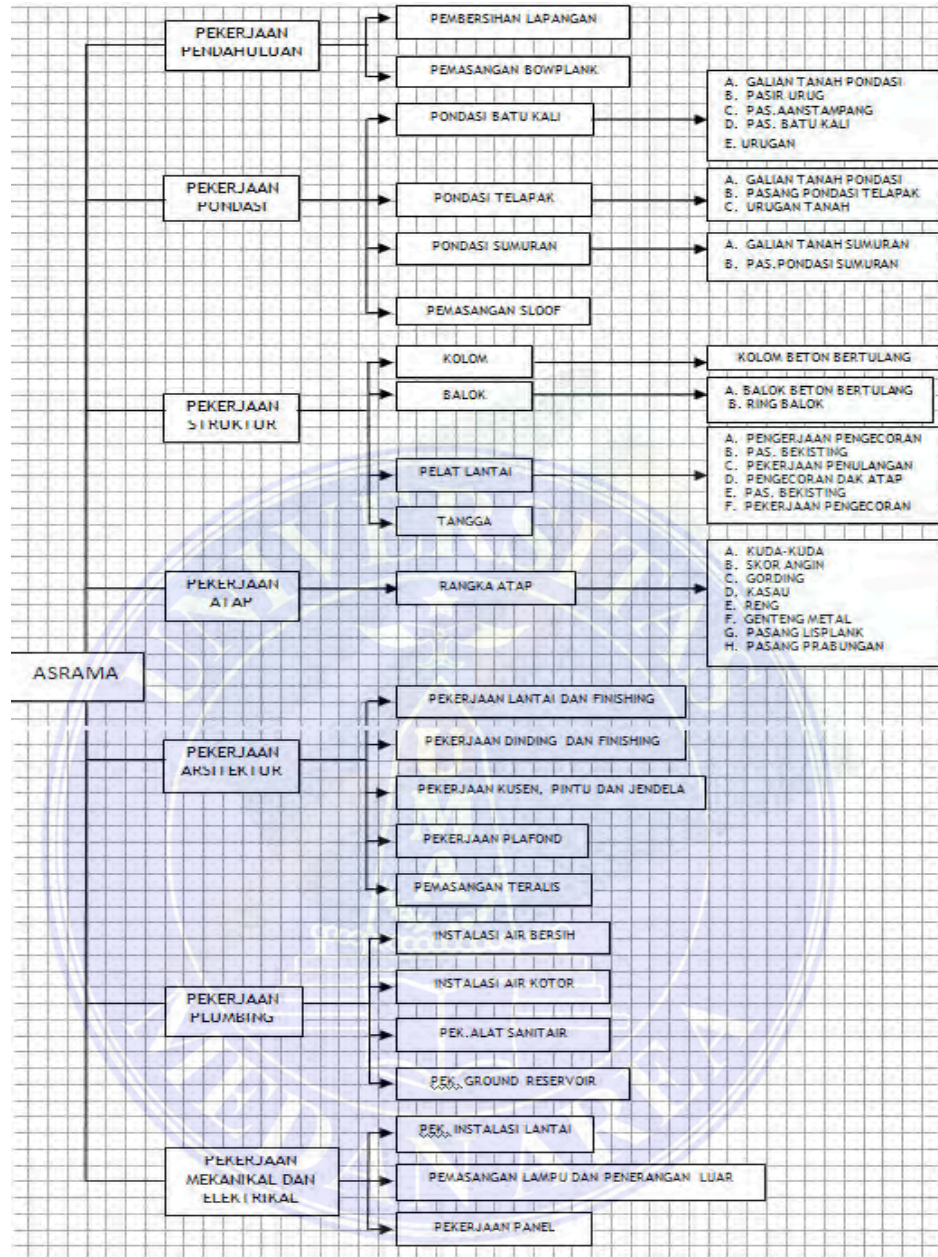 PEKERJAAN
PENDAHULUAN
PEMBERSIHAN LAPANGAN
PEMASANGAN BOWPLANK
PEKERJAAN
PONDASI
PONDASI BATU KALI
A. GALIAN TANAH PONDASI
B. PASIR URUG
C. PAS.AANSTAMPANG
D. PAS. BATU KALI
E. URUGAN
PONDASI TELAPAK
A. GALIAN TANAH PONDASI
B. PASANG PONDASI TELAPAK
C. URUGAN TANAH
PONDASI SUMURAN
A. GALIAN TANAH SUMURAN
B. PAS.PONDASI SUMURAN
PEMASANGAN SLOOF
PEKERJAAN
STRUKTUR
KOLOM
KOLOM BETON BERTULANG
BALOK
A. BALOK BETON BERTULANG
B. RING BALOK
PELAT LANTAI
A. PENGERJAAN PENGECORAN
B. PAS. BEKISTING
C. PEKERJAAN PENULANGAN
D. PENGECORAN DAK ATAP
E. PAS. BEKISTING
F. PEKERJAAN PENGECORAN
TANGGA
PEKERJAAN
ATAP
RANGKA ATAP
A. KUDA-KUDA
B. SKOR ANGIN
C. GORDING
D. KASAU
E. RENG
F. GENTENG METAL
G. PASANG LISPLANK
H. PASANG PRABUNGAN
ASRAMA
PEKERJAAN
ARSITEKTUR
PEKERJAAN LANTAI DAN FINISHING
PEKERJAAN DINDING DAN FINISHING
PEKERJAAN KUSEN, PINTU DAN JENDELA
PEKERJAAN PLAFOND
PEMASANGAN TERALIS
PEKERJAAN
PLUMBING
INSTALASI AIR BERSIH
INSTALASI AIR KOTOR
PEK.ALAT SANITAIR
PEK. GROUND RESERVOIR
PEKERJAAN
MEKANIKAL DAN
ELEKTRIKAL
PEK. INSTALASI LANTAI
PEMASANGAN LAMPU DAN PENERANGAN LUAR
PEKERJAAN PANEL
UNIVERSITAS
MEDAN AREA